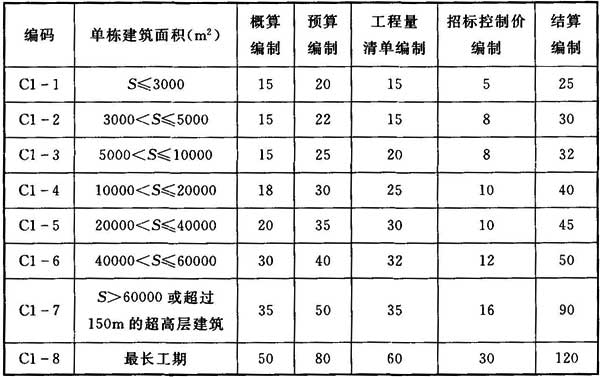 编码 单栋建筑面积(m²) 概算编制 预算编制 工程量清单编制 招标控制价编制 结算编制
C1-1 S≤3000 15 20 15 5 25
C1-2 3000<S≤5000 15 22 15 8 30
C1-3 5000<S≤10000 15 25 20 8 32
C1-4 10000<S≤20000 18 30 25 10 40
C1-5 20000<S≤40000 20 35 30 10 45
C1-6 40000<S≤60000 30 40 32 12 50
C1-7 S>60000 或超过 150m 的超高层建筑 35 50 35 16 90
C1-8 最长工期 50 80 60 30 120